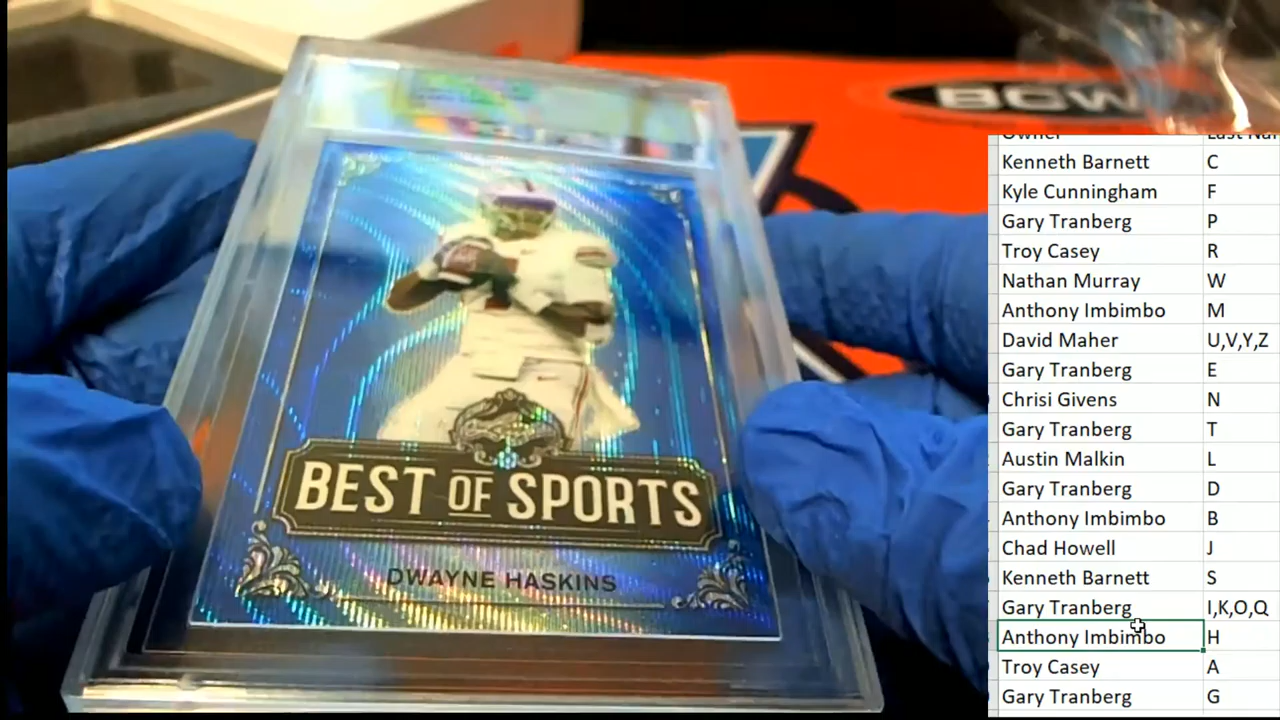 BCW
BEST OF SPORTS
DWAYNE HASKINS
Owner
Kenneth Barnett C
Kyle Cunningham F
Gary Tranberg P
Troy Casey R
Nathan Murray W
Anthony Imbimbo M
David Maher U,V,Y,Z
Gary Tranberg E
Chrisi Givens N
Gary Tranberg T
Austin Malkin L
Gary Tranberg D
Anthony Imbimbo B
Chad Howell J
Kenneth Barnett S
Gary Tranberg I,K,O,Q
Anthony Imbimbo H
Troy Casey A
Gary Tranberg G